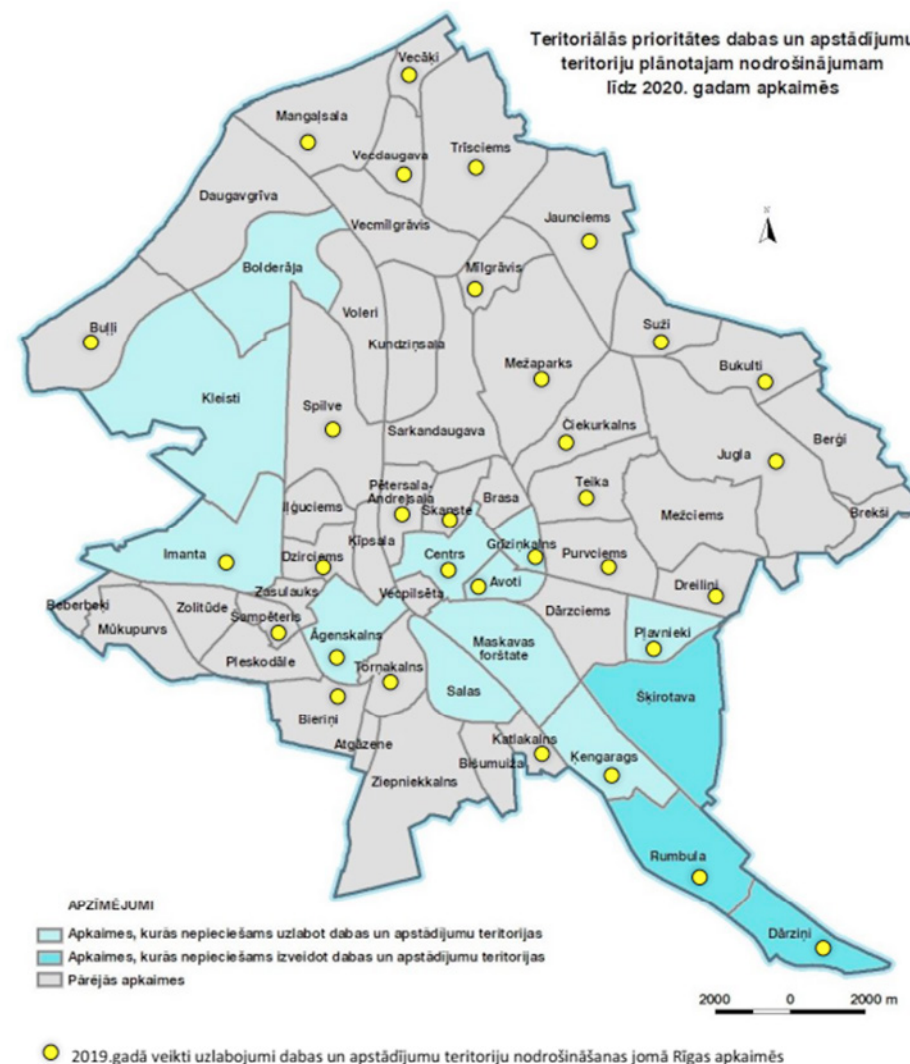 Teritoriālās prioritātes dabas un apstādījumu
teritoriju plānotajam nodrošinājumam
līdz 2020. gadam apkaimēs
Vecāķi
Mangaļsala
Vecdaugava
Trīsciems
Daugavgrīva
Vecmīlgrāvis
Jaunciems
Bolderāja
Mīlgrāvis
Voleri
Buļļi
Kundziņsala
Suži
Mežaparks
Bukulti
Kleisti
Spilve
Sarkandaugava
Čiekurkalns
Berģi
Jugla
Pētersala-
Andrejsala
Skanste
Brasa
Teika
Iļģuciems
Mežciems
Brekši
Ķīpsala
Grīziņkalns
Imanta
Dzirciems
Centrs
Purvciems
Avoti
Dreiliņi
Zasulauks
Vecpilsēta
Beberbeķi
Zolitūde
Dārzciems
Mūkupurvs
Šampēteris
Pļavnieki
Āgenskalns
Maskavas
forštate
Pleskodāle
Torņakalns
Salas
Šķirotava
Bieriņi
Atgāzene
Katlakalns
Ķengarags
Bišumuiža
Ziepniekkalns
Rumbula
Dārziņi
APZĪMĒJUMI
Apkaimes, kurās nepieciešams uzlabot dabas un apstādījumu teritorijas
Apkaimes, kurās nepieciešams izveidot dabas un apstādījumu teritorijas
Pārējās apkaimes
2000 0 2000 m
2019.gadā veikti uzlabojumi dabas un apstādījumu teritoriju nodrošināšanas jomā Rīgas apkaimēs